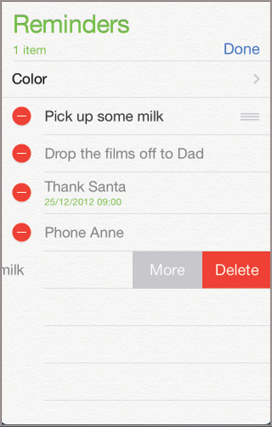 Reminders
1 item
Done
Color
Pick up some milk
Drop the films off to Dad
Thank Santa
25/12/2012 09:00
Phone Anne
milk More Delete